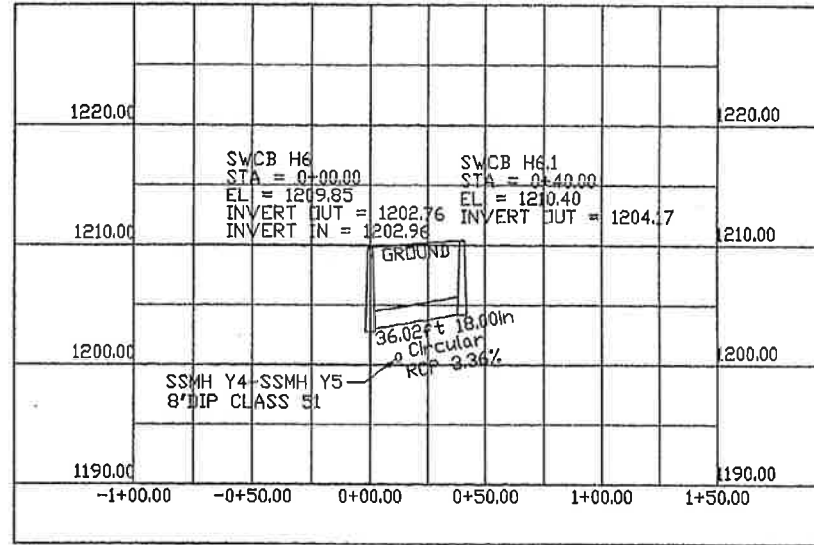 1220.00
1220.00
SWCB H6
STA = 0+00.00
EL = 1209.85
INVERT OUT = 1202.76
INVERT IN = 1202.96
SWCB H6.1
STA = 0+40.00
EL = 1210.40
INVERT OUT = 1204.17
1210.00
1210.00
GROUND
36.02ft 18.00in
Circular
RCP 3.36%
1200.00
1200.00
SSMH Y4-SSMH Y5
8'DIP CLASS 51
1190.00
1190.00
-1+00.00
-0+50.00
0+00.00
0+50.00
1+00.00
1+50.00